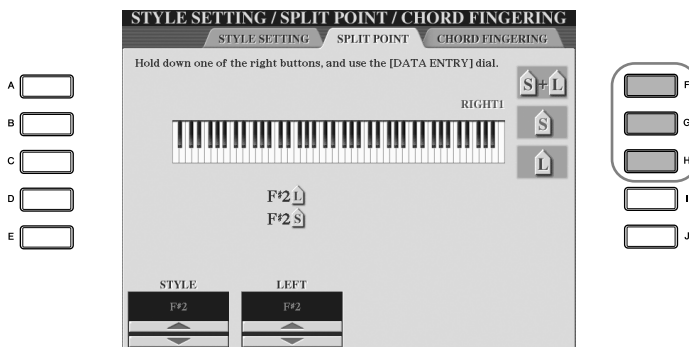 STYLE SETTING / SPLIT POINT / CHORD FINGERING
STYLE SETTING SPLIT POINT CHORD FINGERING
Hold down one of the right buttons, and use the [DATA ENTRY] dial.
S+L
RIGHT1
S
L
F♯2 L
F♯2 S
STYLE LEFT
F♯2 F♯2
A
B
C
D
E
F
G
H
I
J